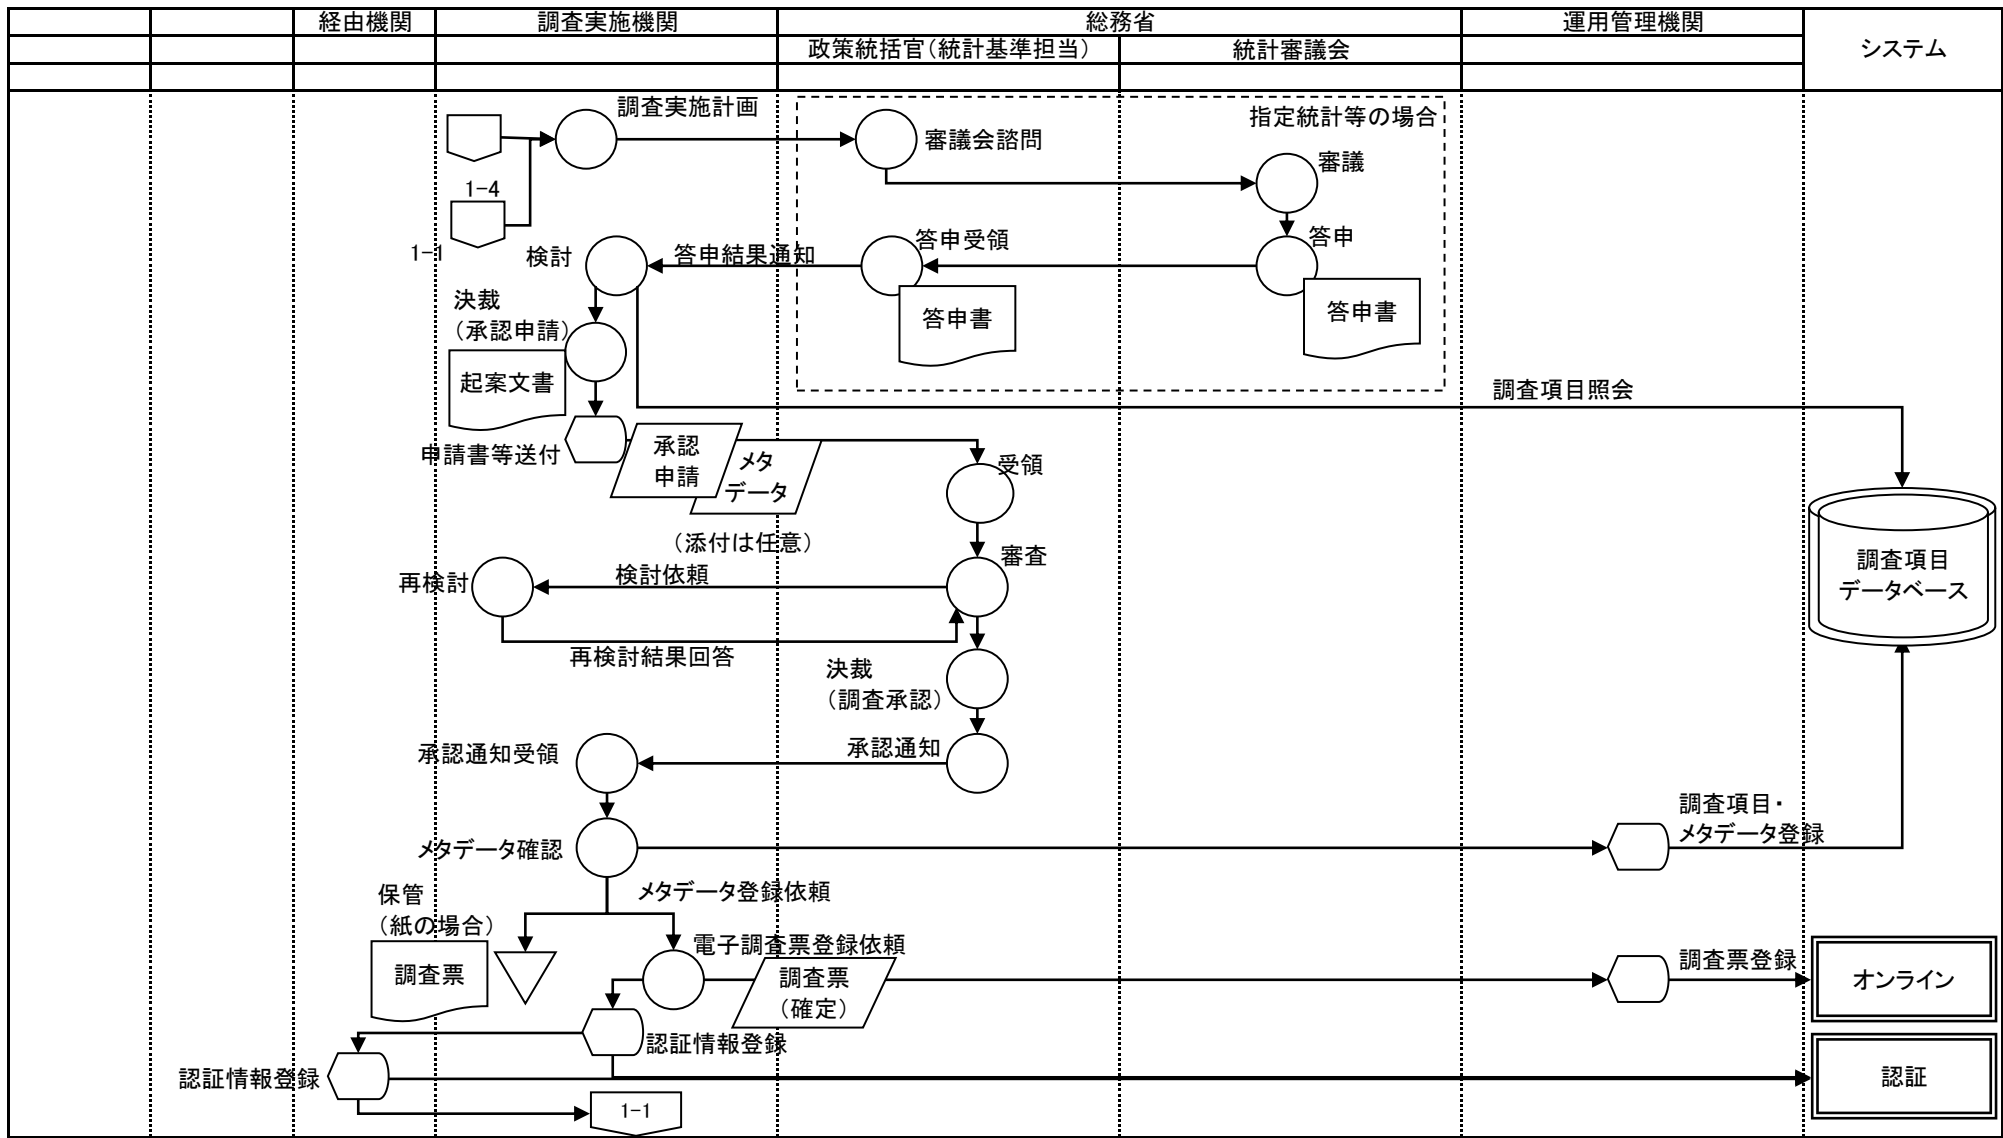 経由機関
調査実施機関
総務省
運用管理機関
システム
政策統括官（統計基準担当）
統計審議会
調査実施計画
指定統計等の場合
審議会諮問
審議
1-4
1-1
検討
答申結果通知
答申受領
答申
決裁
（承認申請）
答申書
答申書
起案文書
調査項目照会
申請書等送付
承認
申請
メタ
データ
受領
（添付は任意）
審査
調査項目
データベース
再検討
検討依頼
再検討結果回答
決裁
（調査承認）
承認通知受領
承認通知
調査項目・
メタデータ登録
メタデータ確認
保管
（紙の場合）
メタデータ登録依頼
電子調査票登録依頼
調査票
調査票
（確定）
調査票登録
オンライン
認証情報登録
認証情報登録
認証
1-1